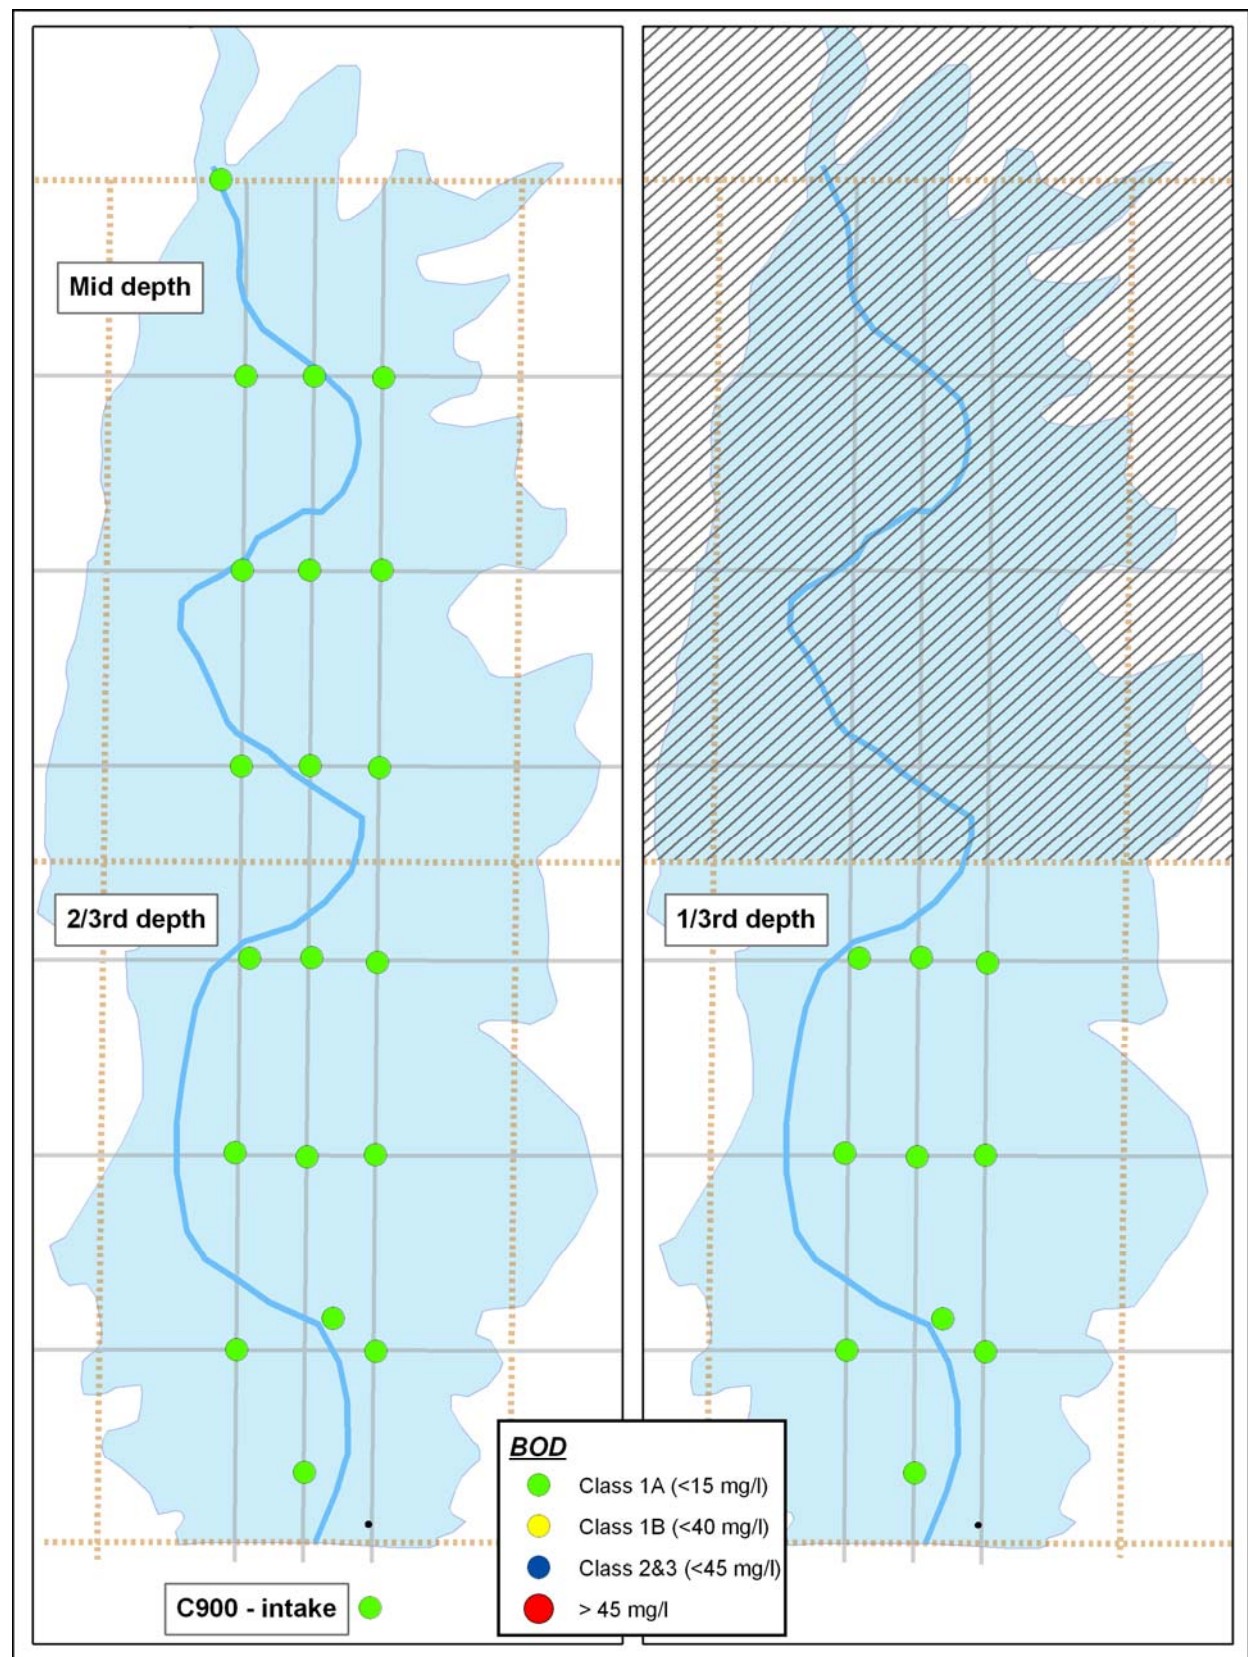 Mid depth
2/3rd depth
1/3rd depth
BOD
Class 1A (<15 mg/l)
Class 1B (<40 mg/l)
Class 2&3 (<45 mg/l)
> 45 mg/l
C900 - intake